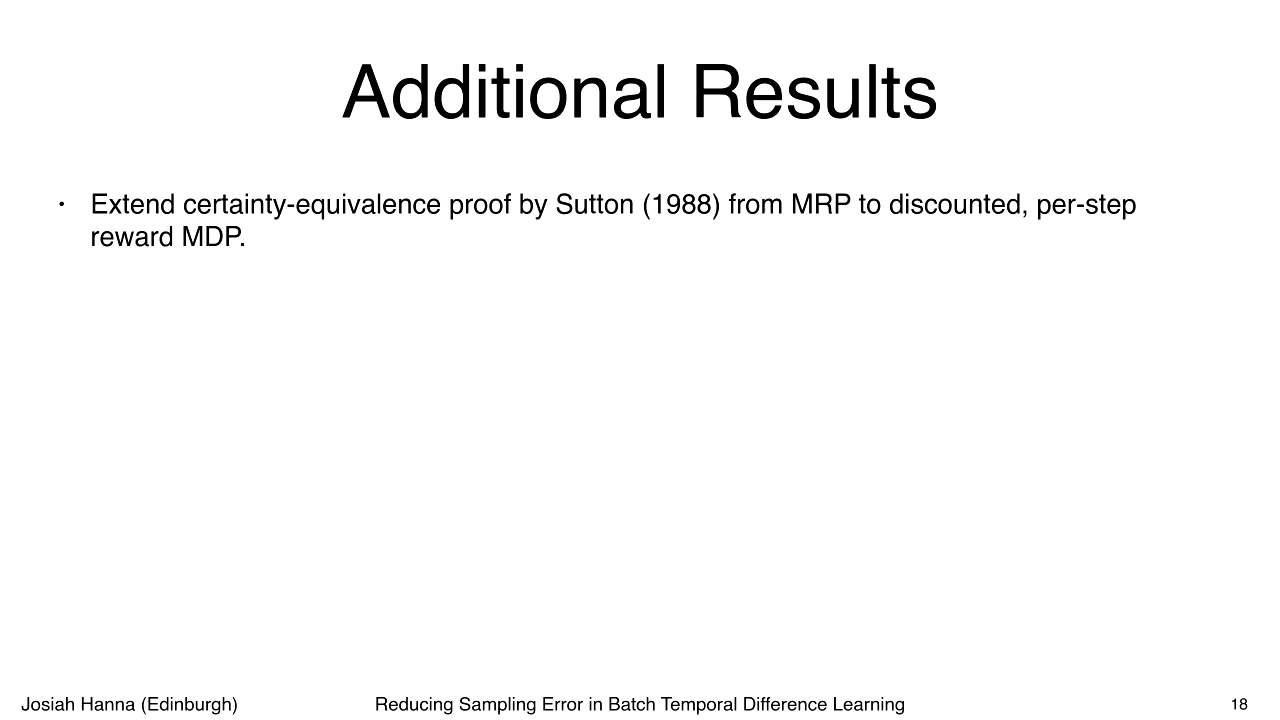 Additional Results
• Extend certainty-equivalence proof by Sutton (1988) from MRP to discounted, per-step
reward MDP.
Josiah Hanna (Edinburgh)
Reducing Sampling Error in Batch Temporal Difference Learning
18